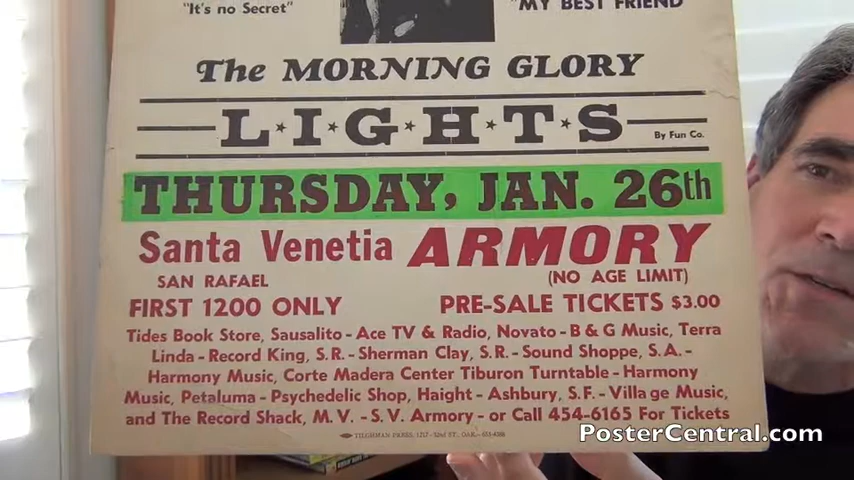 "It's no Secret"
"MY BEST FRIEND
The MORNING GLORY
L·I·G·H·T·S
By Fun Co.
THURSDAY, JAN. 26th
Santa Venetia ARMORY
SAN RAFAEL
(NO AGE LIMIT)
FIRST 1200 ONLY
PRE-SALE TICKETS $3.00
Tides Book Store, Sausalito - Ace TV & Radio, Novato - B & G Music, Terra
Linda - Record King, S.R. - Sherman Clay, S.R. - Sound Shoppe, S.A. -
Harmony Music, Corte Madera Center Tiburon Turntable - Harmony
Music, Petaluma - Psychedelic Shop, Haight - Ashbury, S.F. - Village Music,
and The Record Shack, M.V. - S.V. Armory - or Call 454-6165 For Tickets
TILGHMAN PRESS
PosterCentral.com